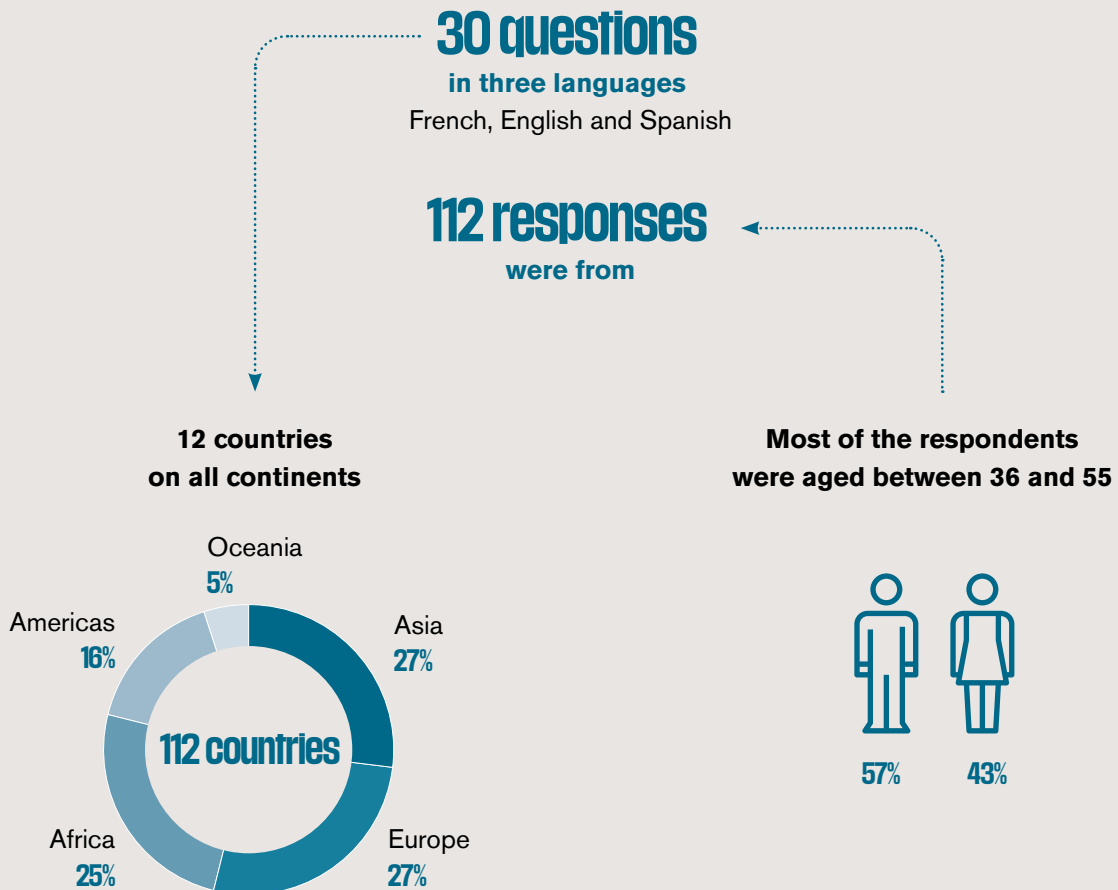 30 questions
in three languages
French, English and Spanish
112 responses
were from
12 countries
on all continents
Oceania
5%
Americas
16%
Asia
27%
112 countries
Africa
25%
Europe
27%
Most of the respondents
were aged between 36 and 55
57%
43%